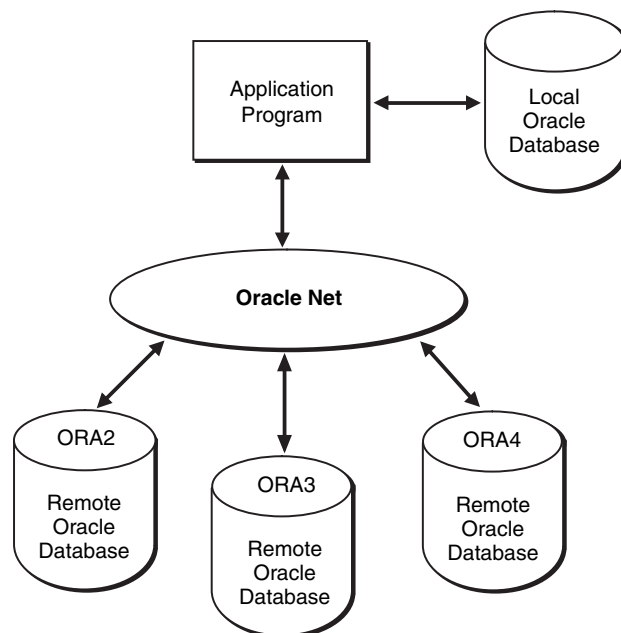 Application
Program
Local
Oracle
Database
Oracle Net
ORA2
Remote
Oracle
Database
ORA3
Remote
Oracle
Database
ORA4
Remote
Oracle
Database